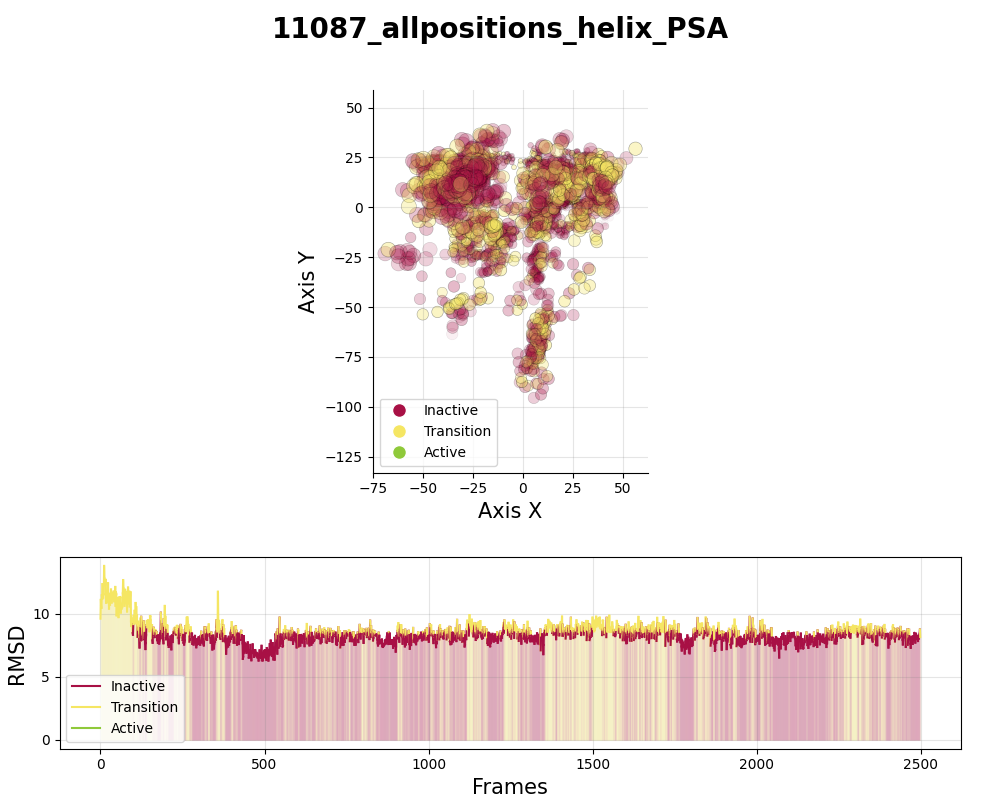 11087_allpositions_helix_PSA
50
25
0
−25
−50
−75
−100
−125
Axis Y
Inactive
Transition
Active
−75 −50 −25 0 25 50
Axis X
10
5
0
RMSD
Inactive
Transition
Active
0 500 1000 1500 2000 2500
Frames